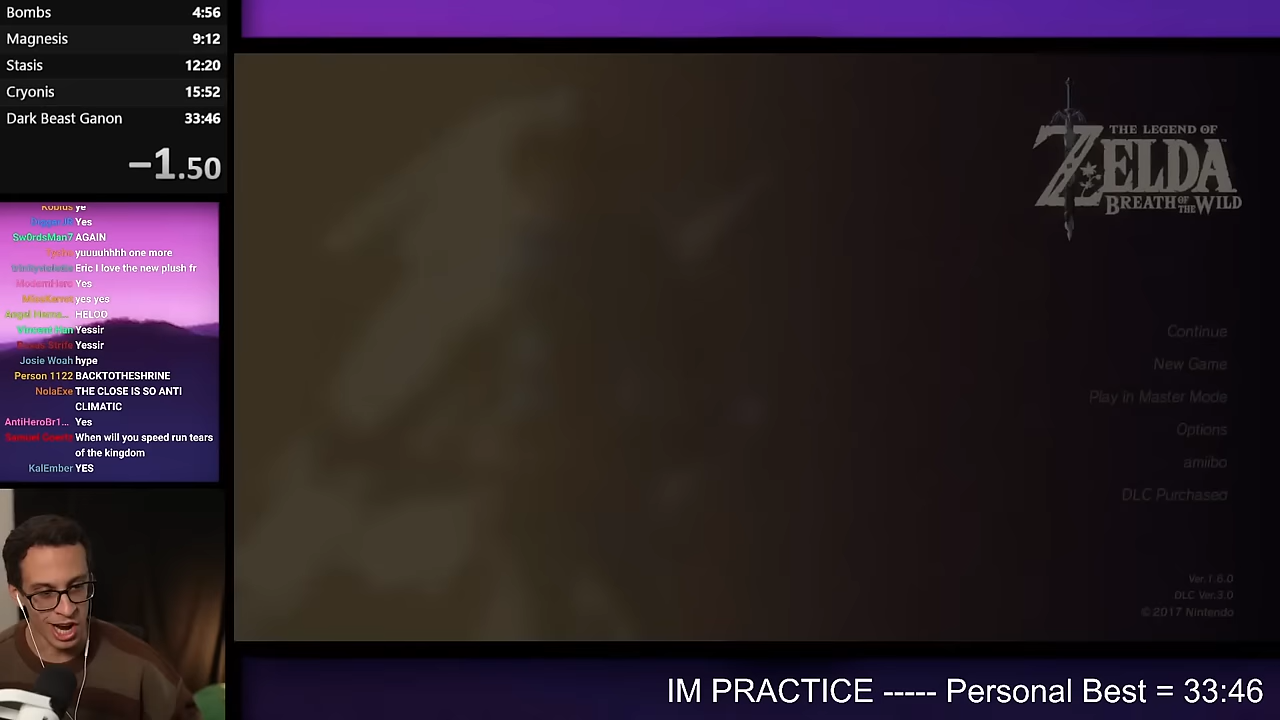 Bombs 4:56
Magnesis 9:12
Stasis 12:20
Cryonis 15:52
Dark Beast Ganon 33:46
−1.50
Kobius ye
Yes
Sw0rdsMan7 AGAIN
yuuuuhhhh one more
Eric I love the new plush fr
ModernHero Yes
yes yes
HELOO
Vincent Yessir
Yessir
Josie Woah hype
Person 1122 BACKTOTHESHRINE
NolaExe THE CLOSE IS SO ANTI
CLIMATIC
AntiHeroBr1... Yes
When will you speed run tears
of the kingdom
KalEmber YES
THE LEGEND OF
ZELDA
BREATH OF THE WILD
Continue
New Game
Play in Master Mode
Options
amiibo
DLC Purchased
Ver.1.6.0
DLC Ver.3.0
© 2017 Nintendo
IM PRACTICE ----- Personal Best = 33:46